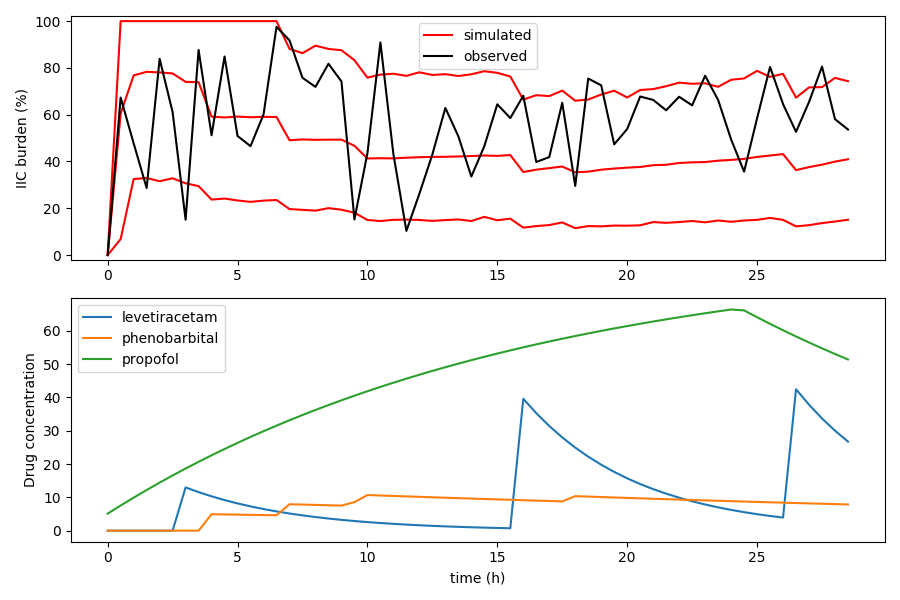 100
80
60
40
20
0
IIC burden (%)
simulated
observed
0 5 10 15 20 25
60
50
40
30
20
10
0
Drug concentration
levetiracetam
phenobarbital
propofol
0 5 10 15 20 25
time (h)